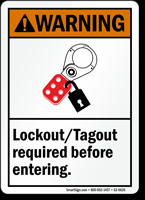 WARNING
Lockout/Tagout
required before
entering.